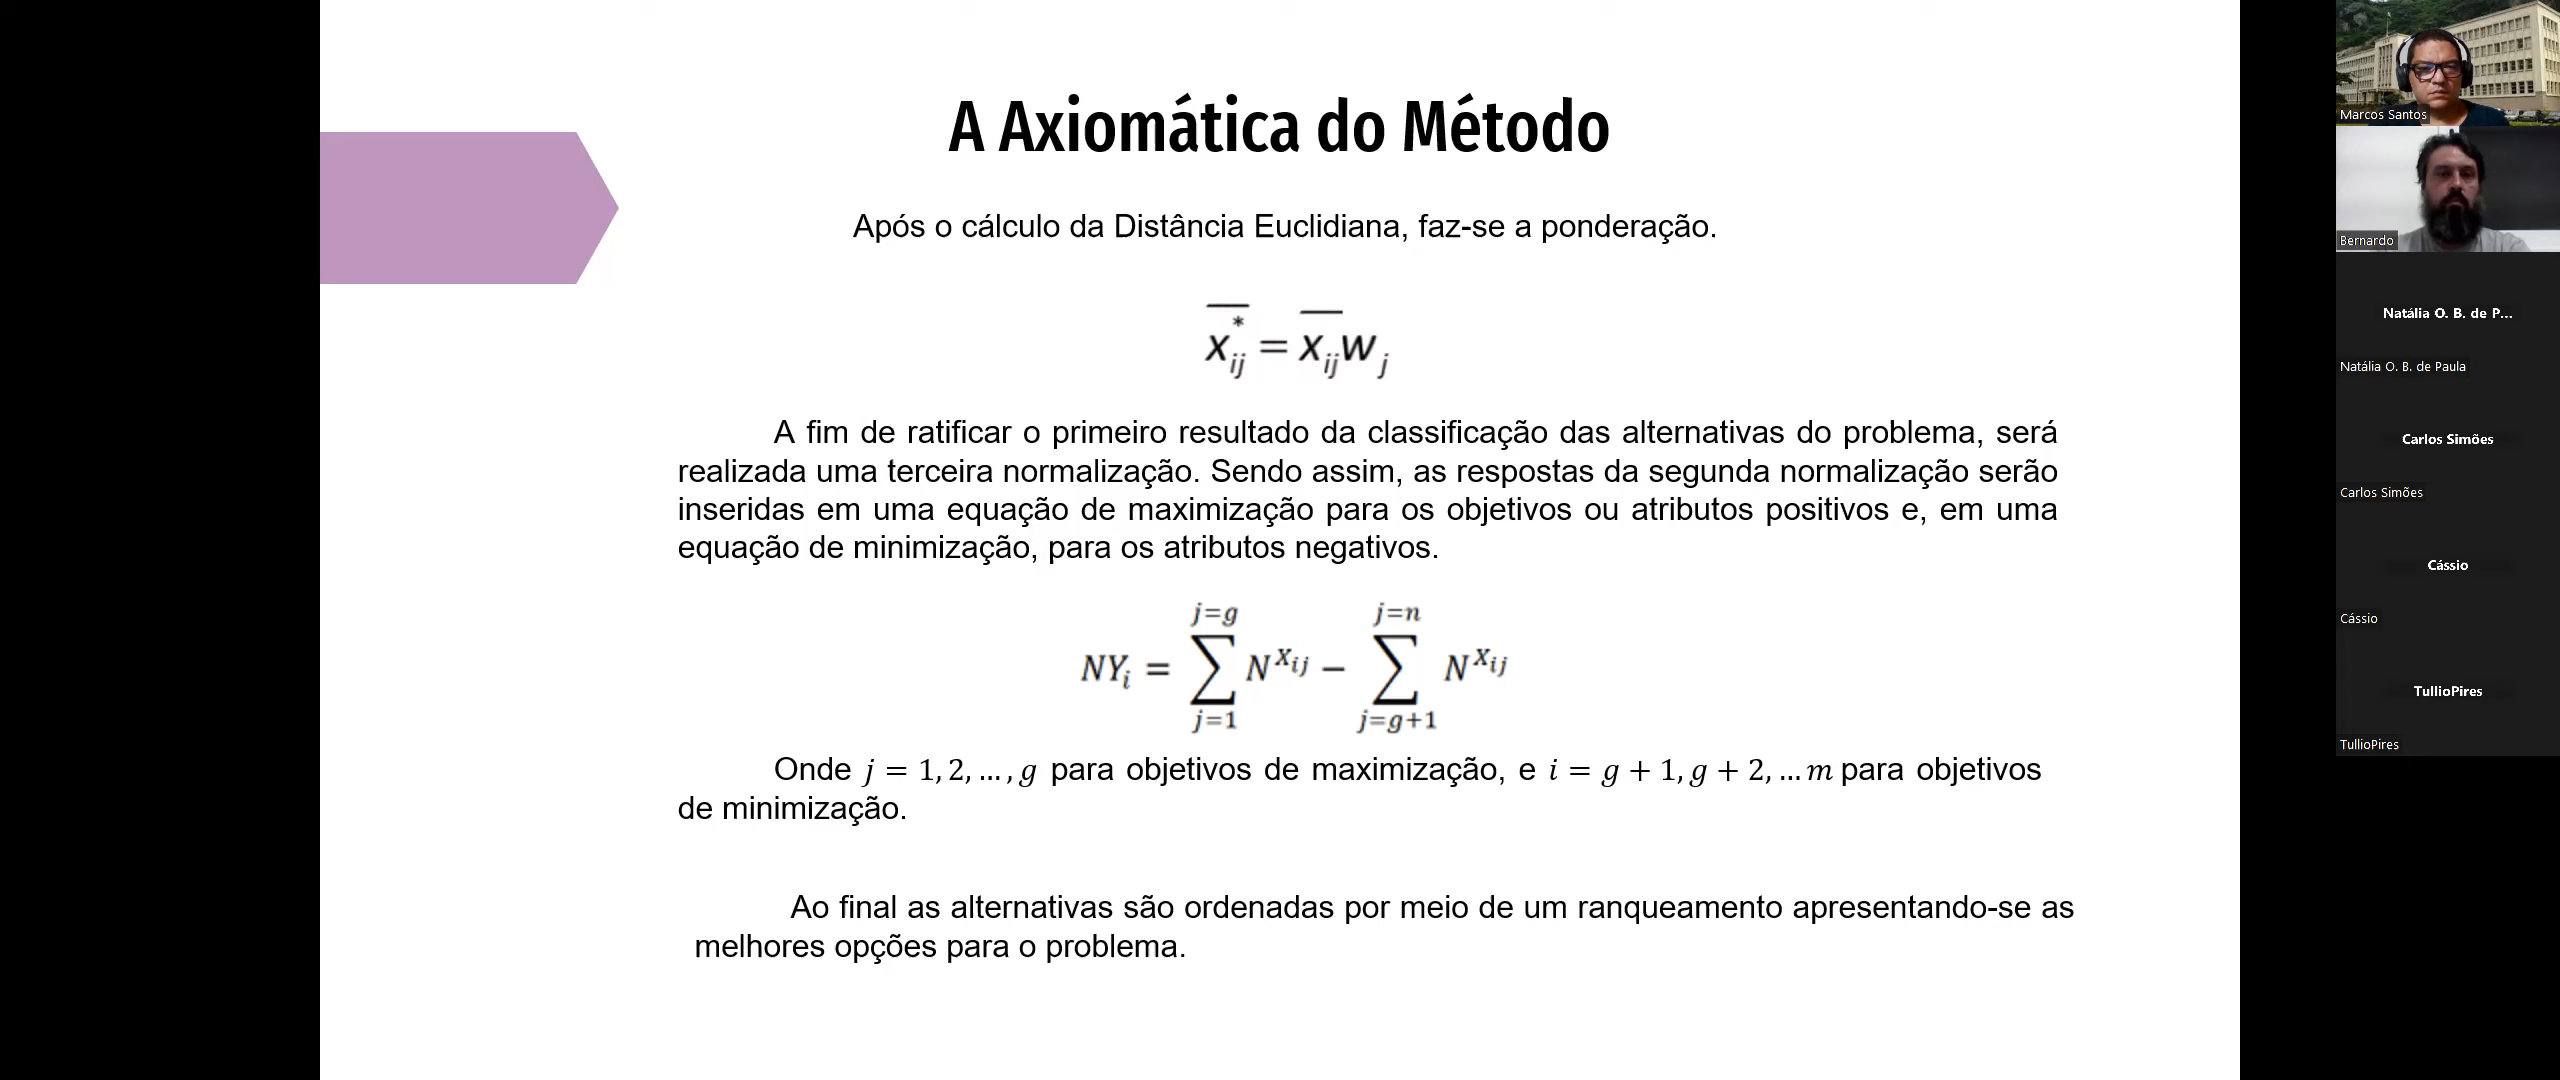 A Axiomática do Método
Após o cálculo da Distância Euclidiana, faz-se a ponderação.
x̄ᵢⱼ* = x̄ᵢⱼwⱼ
A fim de ratificar o primeiro resultado da classificação das alternativas do problema, será
realizada uma terceira normalização. Sendo assim, as respostas da segunda normalização serão
inseridas em uma equação de maximização para os objetivos ou atributos positivos e, em uma
equação de minimização, para os atributos negativos.
NYᵢ = ∑_{j=1}^{j=g} N^{x_{ij}} − ∑_{j=g+1}^{j=n} N^{x_{ij}}
Onde j = 1, 2, ... , g para objetivos de maximização, e i = g + 1, g + 2, ... m para objetivos
de minimização.
Ao final as alternativas são ordenadas por meio de um ranqueamento apresentando-se as
melhores opções para o problema.
Marcos Santos
Bernardo
Natália O. B. de P...
Natália O. B. de Paula
Carlos Simões
Carlos Simões
Cássio
Cássio
TullioPires
TullioPires